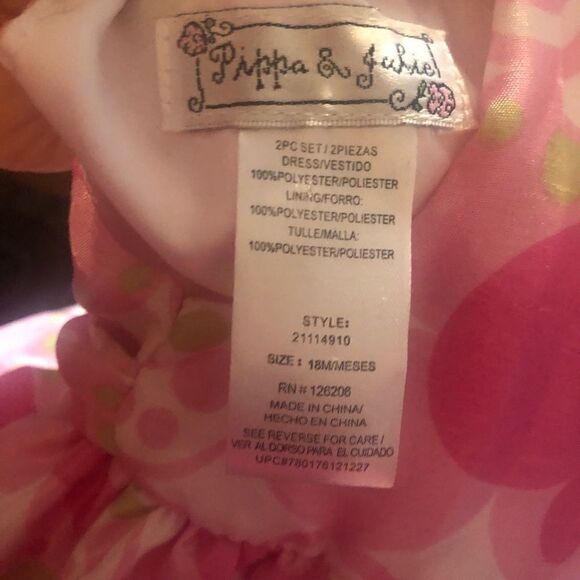 Pippa & Julie
2PC SET/2PIEZAS
DRESS/VESTIDO
100%POLYESTER/POLIESTER
LINING/FORRO:
100%POLYESTER/POLIESTER
TULLE/MALLA:
100%POLYESTER/POLIESTER
STYLE:
21114910
SIZE: 18M/MESES
RN# 126206
MADE IN CHINA/
HECHO EN CHINA
SEE REVERSE FOR CARE/
VER AL DORSO PARA EL CUIDADO
UPC#780176121227